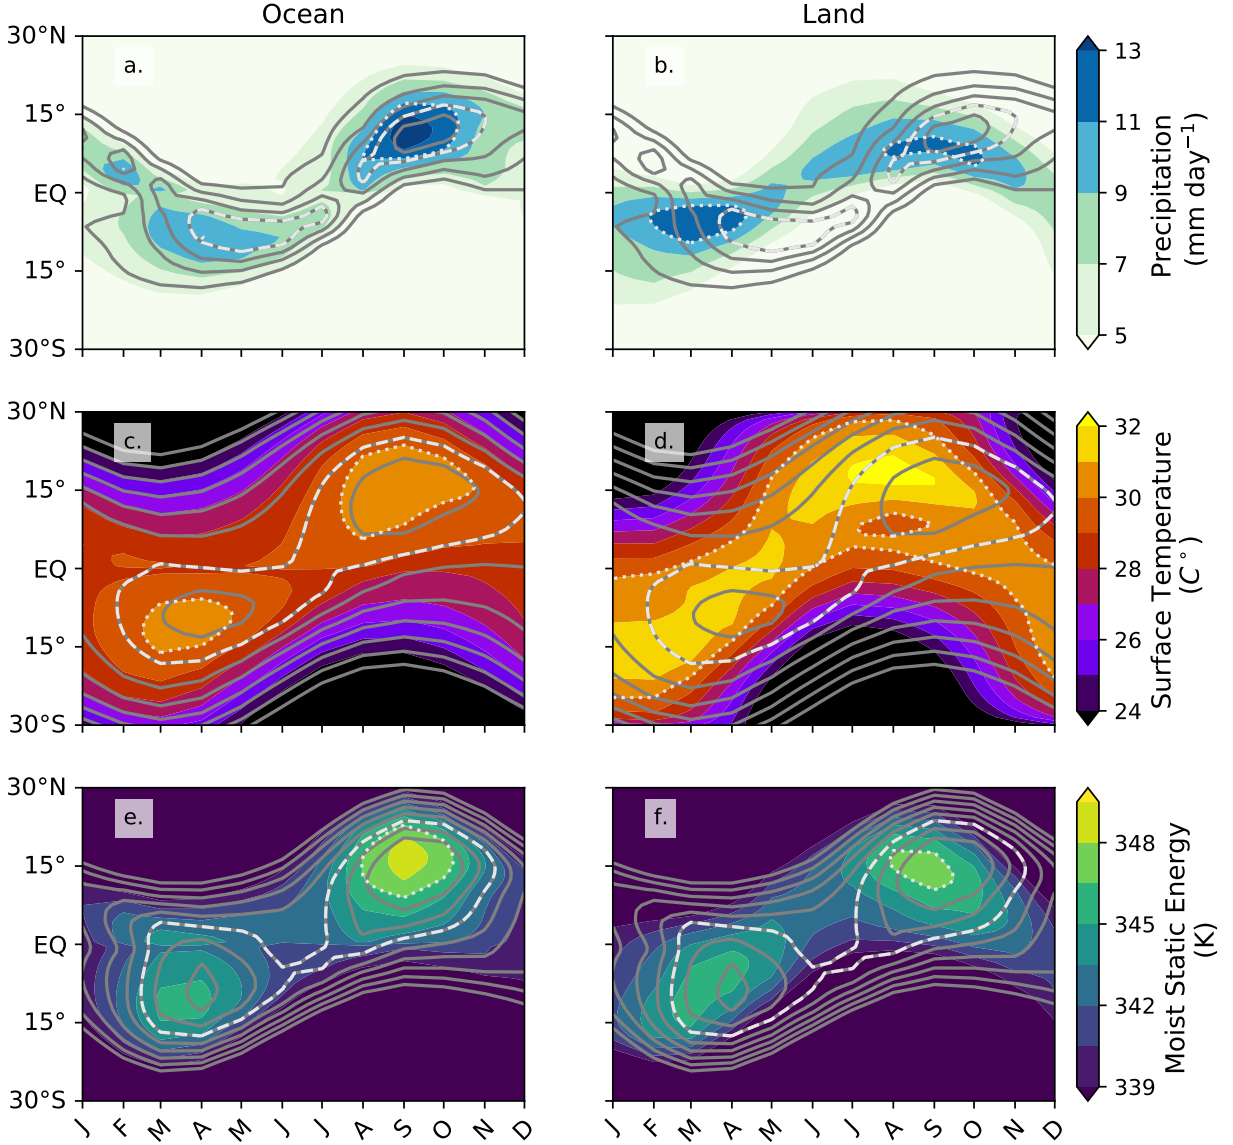 Ocean
Land
30°N
15°
EQ
15°
30°S
a.
b.
13
11
9
7
5
Precipitation
(mm day⁻¹)
30°N
15°
EQ
15°
30°S
c.
d.
32
30
28
26
24
Surface Temperature
(C°)
30°N
15°
EQ
15°
30°S
e.
f.
348
345
342
339
Moist Static Energy
(K)
J F M A M J J A S O N D
J F M A M J J A S O N D